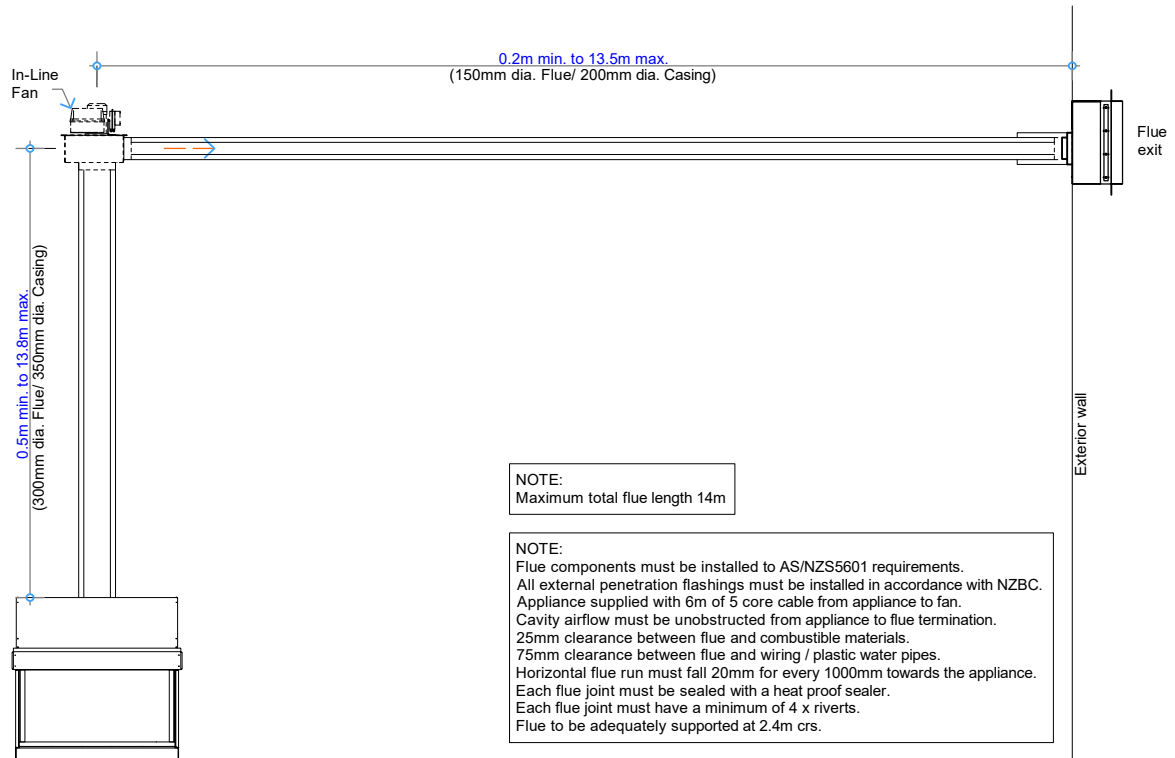 0.2m min. to 13.5m max.
(150mm dia. Flue/ 200mm dia. Casing)
In-Line
Fan
Flue
exit
0.5m min. to 13.8m max.
(300mm dia. Flue/ 350mm dia. Casing)
Exterior wall
NOTE:
Maximum total flue length 14m
NOTE:
Flue components must be installed to AS/NZS5601 requirements.
All external penetration flashings must be installed in accordance with NZBC.
Appliance supplied with 6m of 5 core cable from appliance to fan.
Cavity airflow must be unobstructed from appliance to flue termination.
25mm clearance between flue and combustible materials.
75mm clearance between flue and wiring / plastic water pipes.
Horizontal flue run must fall 20mm for every 1000mm towards the appliance.
Each flue joint must be sealed with a heat proof sealer.
Each flue joint must have a minimum of 4 x riverts.
Flue to be adequately supported at 2.4m crs.